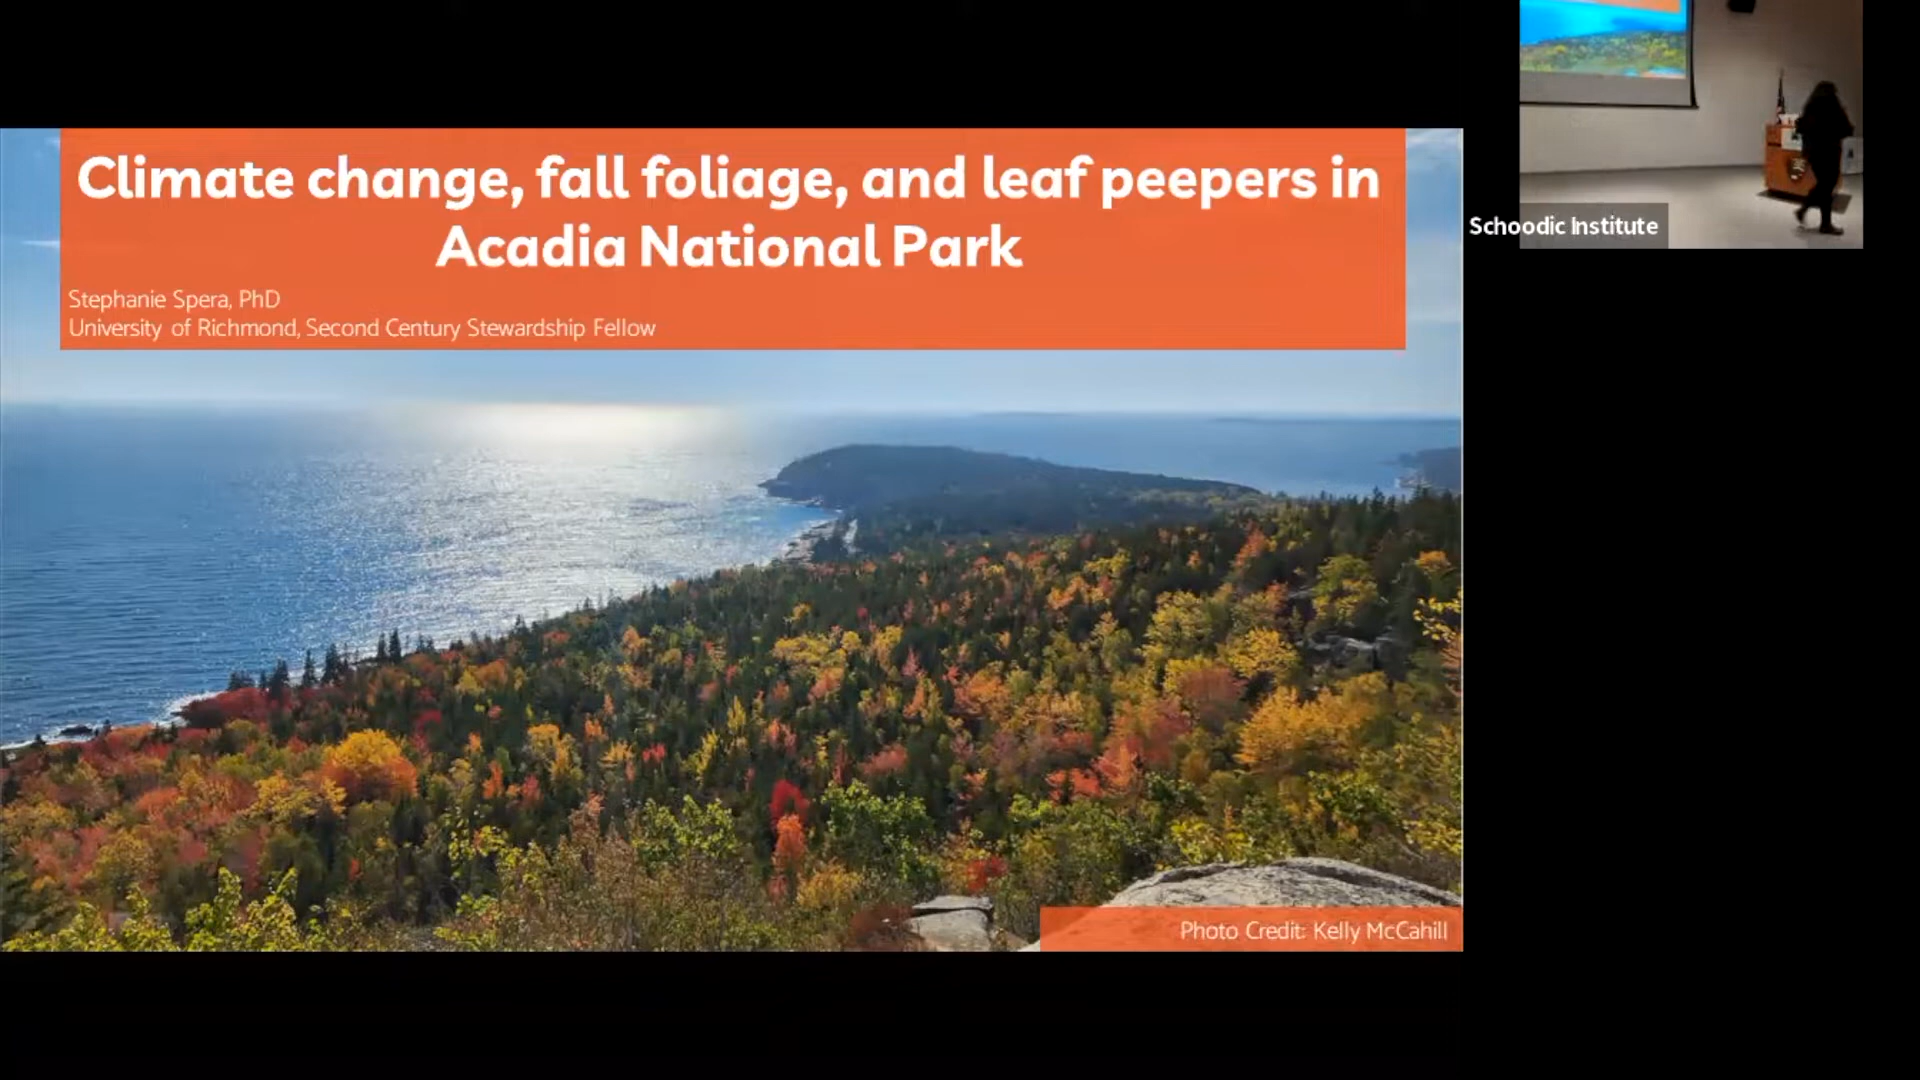 Climate change, fall foliage, and leaf peepers in
Acadia National Park
Stephanie Spera, PhD
University of Richmond, Second Century Stewardship Fellow
Schoodic Institute
Photo Credit: Kelly McCahill